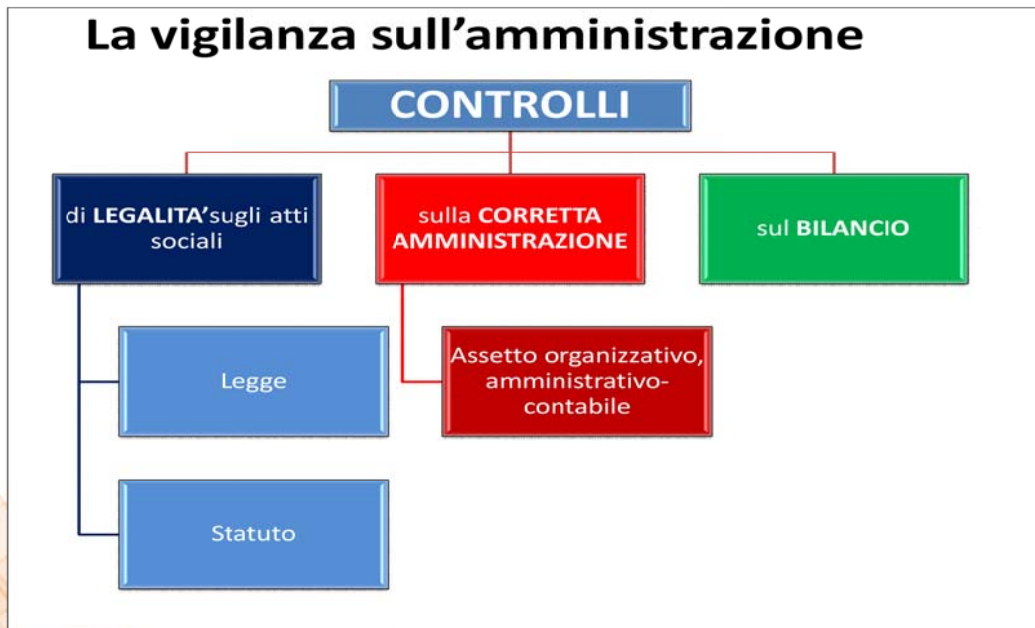 La vigilanza sull'amministrazione
CONTROLLI
di LEGALITA'sugli atti
sociali
sulla CORRETTA
AMMINISTRAZIONE
sul BILANCIO
Legge
Assetto organizzativo,
amministrativo-
contabile
Statuto